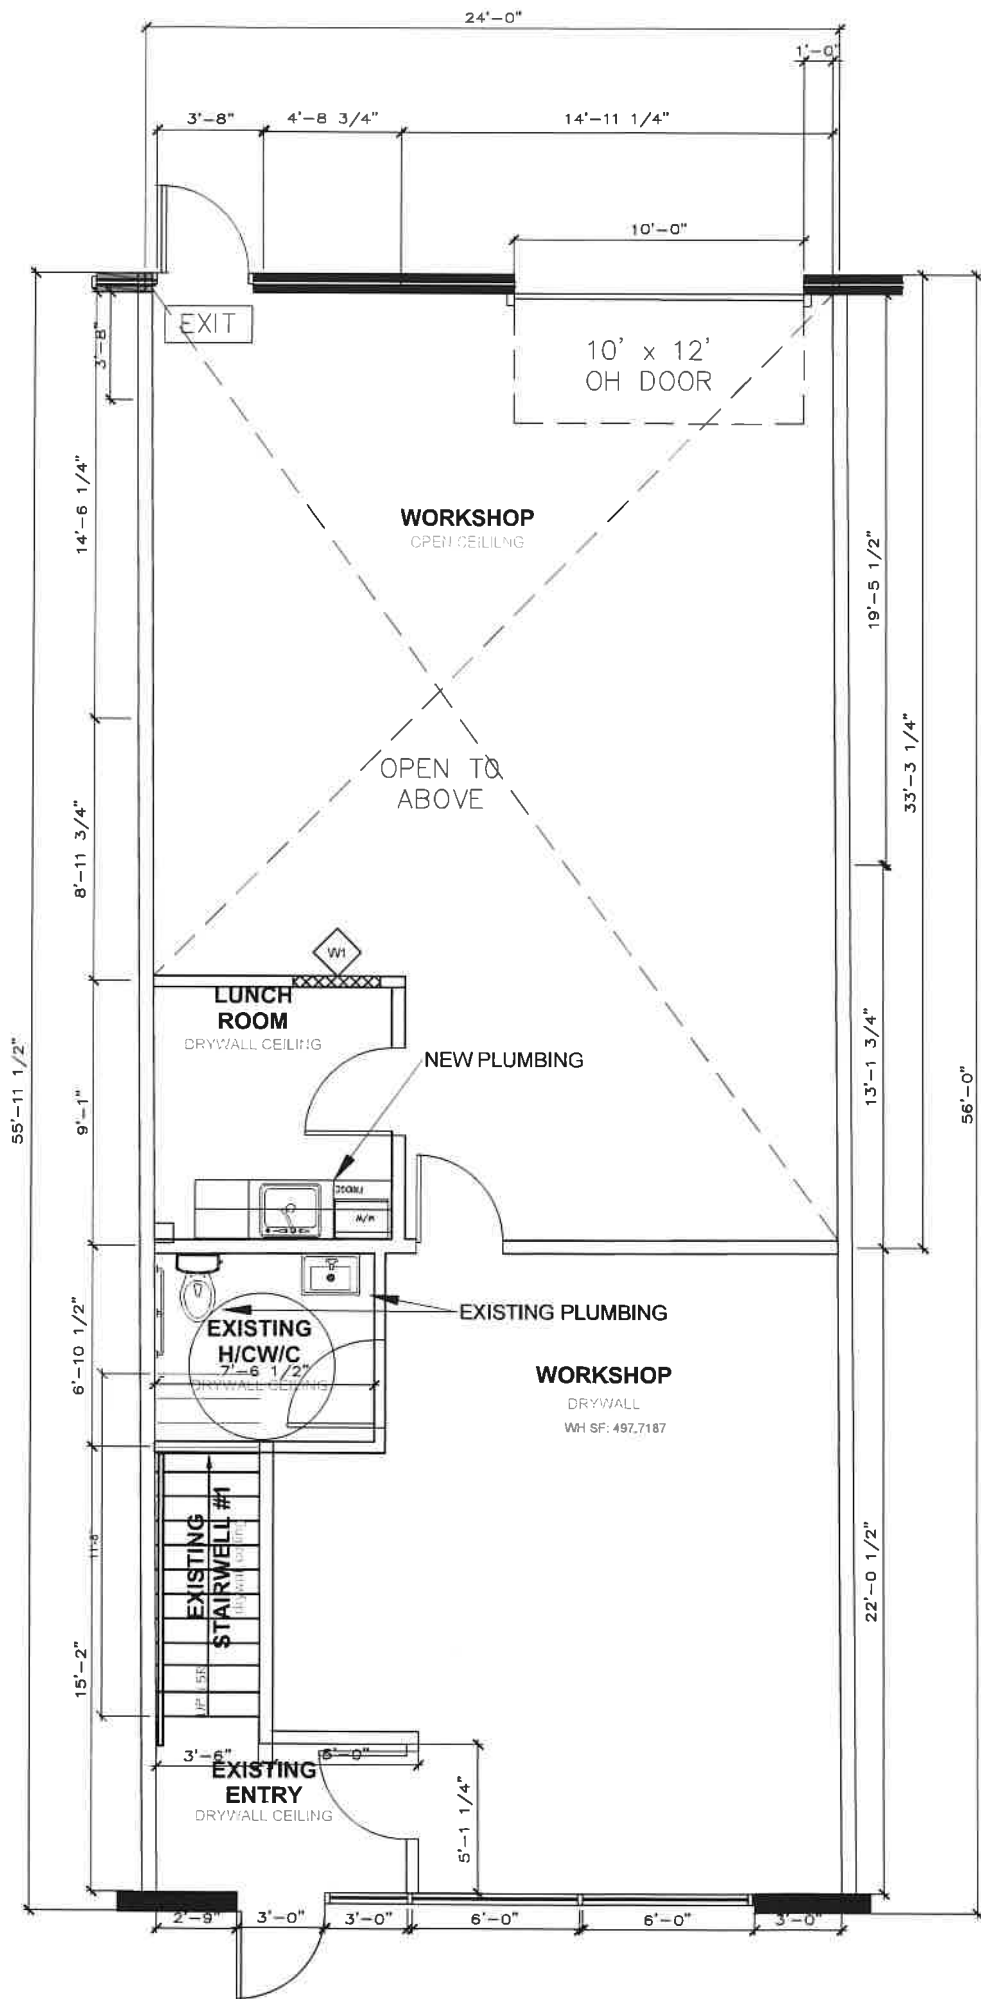 24'-0"
1'-0"
3'-8"
4'-8 3/4"
14'-11 1/4"
10'-0"
EXIT
3'-8"
10' x 12'
OH DOOR
14'-6 1/4"
WORKSHOP
OPEN CEILILNG
19'-5 1/2"
33'-3 1/4"
OPEN TO
ABOVE
8'-11 3/4"
W1
LUNCH
ROOM
DRYWALL CEILING
NEW PLUMBING
55'-11 1/2"
9'-1"
13'-1 3/4"
56'-0"
FRIDGE
M/W
EXISTING PLUMBING
6'-10 1/2"
EXISTING
H/CW/C
7'-6 1/2"
DRYWALL CEILING
WORKSHOP
DRYWALL
WH SF: 497.7187
EXISTING
STAIRWELL #1
drywall ceiling
11'-8"
22'-0 1/2"
15'-2"
3'-6"
5'-0"
EXISTING
ENTRY
DRYWALL CEILING
5'-1 1/4"
2'-9"
3'-0"
3'-0"
6'-0"
6'-0"
3'-0"